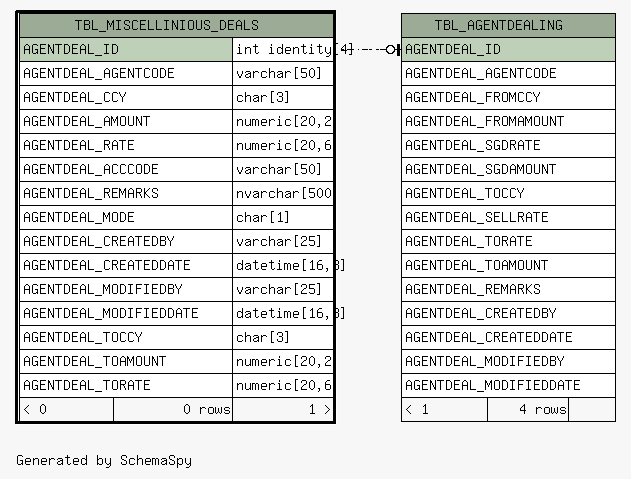 TBL_MISCELLINIOUS_DEALS
AGENTDEAL_ID int identity[4]
AGENTDEAL_AGENTCODE varchar[50]
AGENTDEAL_CCY char[3]
AGENTDEAL_AMOUNT numeric[20,2
AGENTDEAL_RATE numeric[20,6
AGENTDEAL_ACCCODE varchar[50]
AGENTDEAL_REMARKS nvarchar[500
AGENTDEAL_MODE char[1]
AGENTDEAL_CREATEDBY varchar[25]
AGENTDEAL_CREATEDDATE datetime[16,3]
AGENTDEAL_MODIFIEDBY varchar[25]
AGENTDEAL_MODIFIEDDATE datetime[16,3]
AGENTDEAL_TOCCY char[3]
AGENTDEAL_TOAMOUNT numeric[20,2
AGENTDEAL_TORATE numeric[20,6
< 0 0 rows 1 >
TBL_AGENTDEALING
AGENTDEAL_ID
AGENTDEAL_AGENTCODE
AGENTDEAL_FROMCCY
AGENTDEAL_FROMAMOUNT
AGENTDEAL_SGDRATE
AGENTDEAL_SGDAMOUNT
AGENTDEAL_TOCCY
AGENTDEAL_SELLRATE
AGENTDEAL_TORATE
AGENTDEAL_TOAMOUNT
AGENTDEAL_REMARKS
AGENTDEAL_CREATEDBY
AGENTDEAL_CREATEDDATE
AGENTDEAL_MODIFIEDBY
AGENTDEAL_MODIFIEDDATE
< 1 4 rows
Generated by SchemaSpy